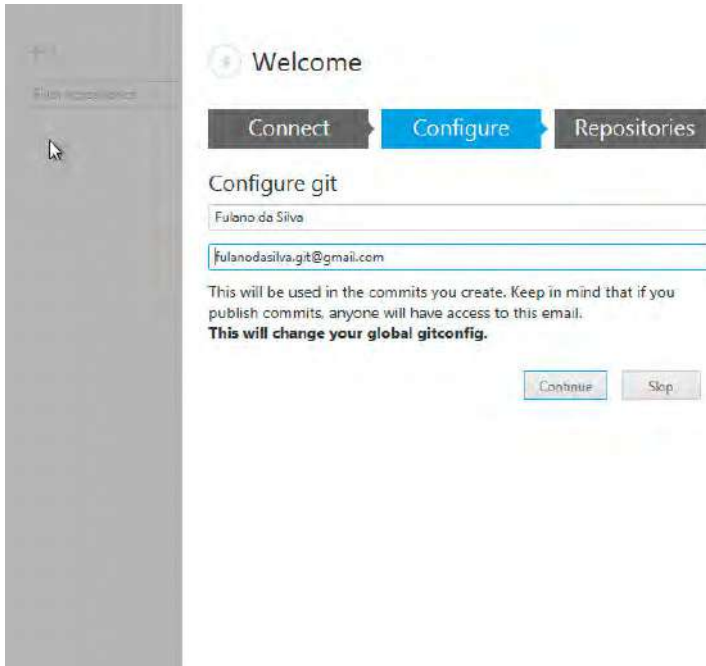 Filter repositories
Welcome
Connect
Configure
Repositories
Configure git
Fulano da Silva
fulanodasilva.git@gmail.com
This will be used in the commits you create. Keep in mind that if you
publish commits, anyone will have access to this email.
This will change your global gitconfig.
Continue
Skip